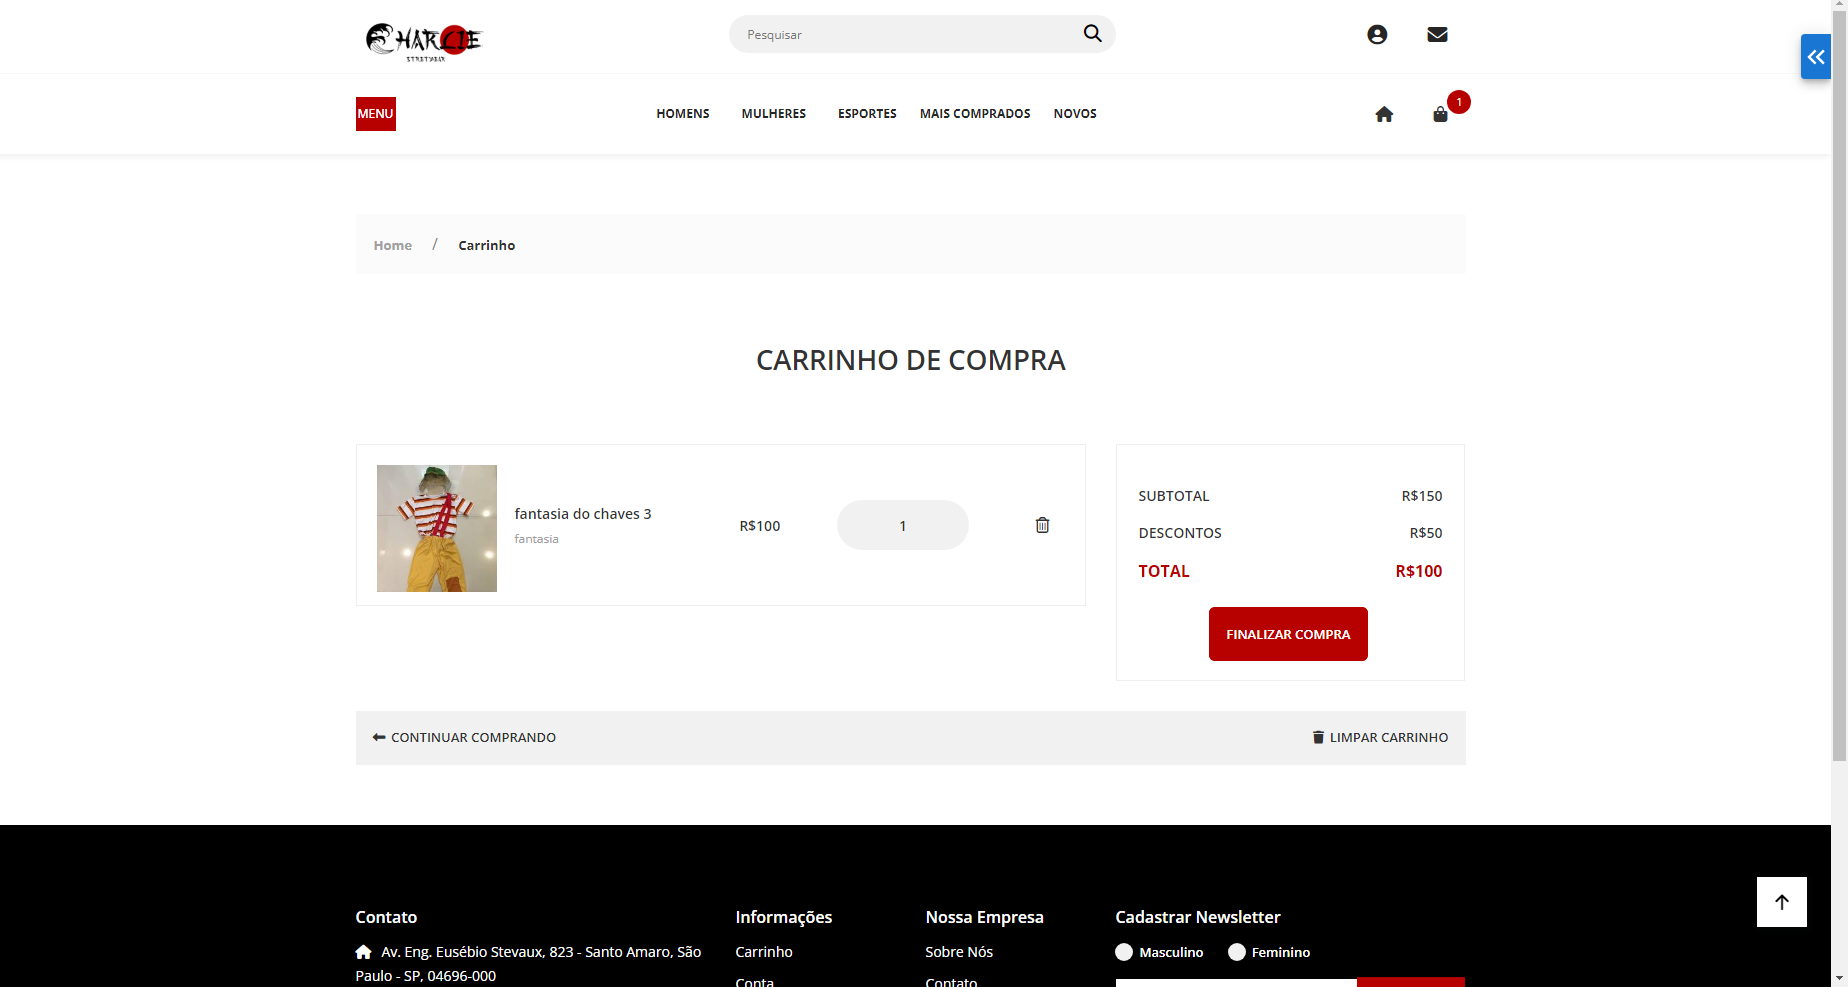 HARCIE
STRETWEAR
Pesquisar
MENU
HOMENS
MULHERES
ESPORTES
MAIS COMPRADOS
NOVOS
1
Home / Carrinho
CARRINHO DE COMPRA
fantasia do chaves 3
fantasia
R$100
1
SUBTOTAL R$150
DESCONTOS R$50
TOTAL R$100
FINALIZAR COMPRA
CONTINUAR COMPRANDO
LIMPAR CARRINHO
Contato
Av. Eng. Eusébio Stevaux, 823 - Santo Amaro, São
Paulo - SP, 04696-000
Informações
Carrinho
Conta
Nossa Empresa
Sobre Nós
Contato
Cadastrar Newsletter
Masculino Feminino